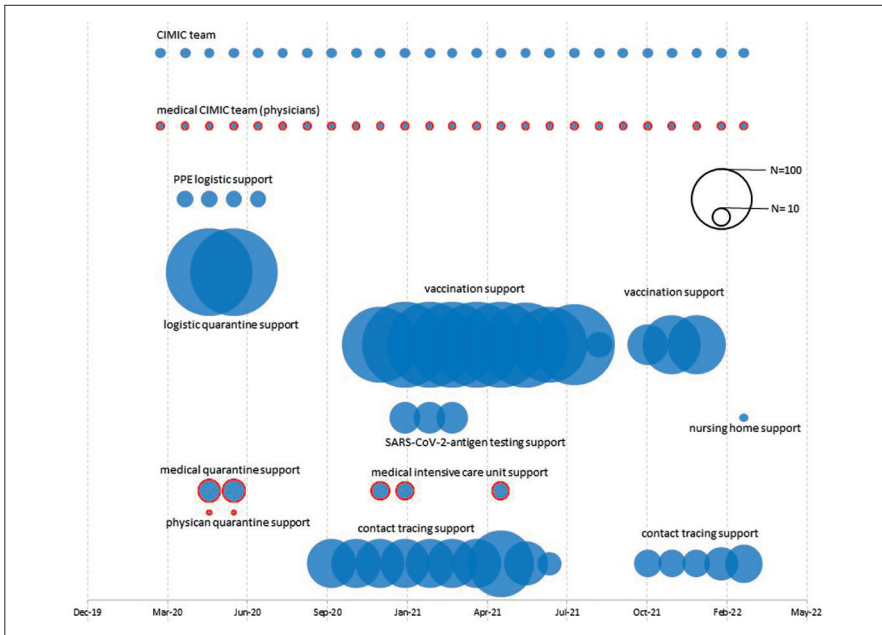 CIMIC team
medical CIMIC team (physicians)
N=100
PPE logistic support
N= 10
vaccination support
vaccination support
logistic quarantine support
nursing home support
SARS-CoV-2-antigen testing support
medical quarantine support
medical intensive care unit support
physican quarantine support
contact tracing support
contact tracing support
Dec-19 Mar-20 Jun-20 Sep-20 Jan-21 Apr-21 Jul-21 Oct-21 Feb-22 May-22